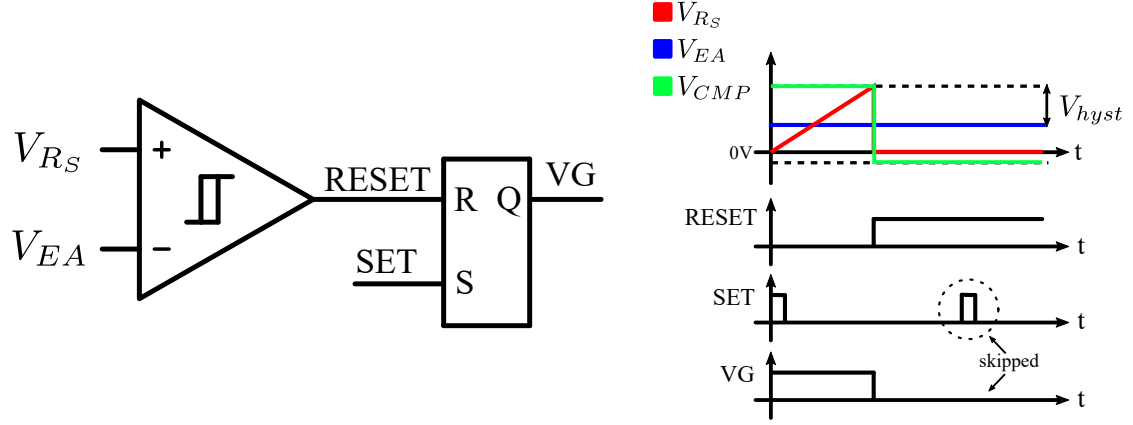 V_{R_S}
+
V_{EA}
−
RESET
SET
R
Q
S
VG
V_{R_S}
V_{EA}
V_{CMP}
V_{hyst}
0V
t
RESET
t
SET
t
skipped
VG
t